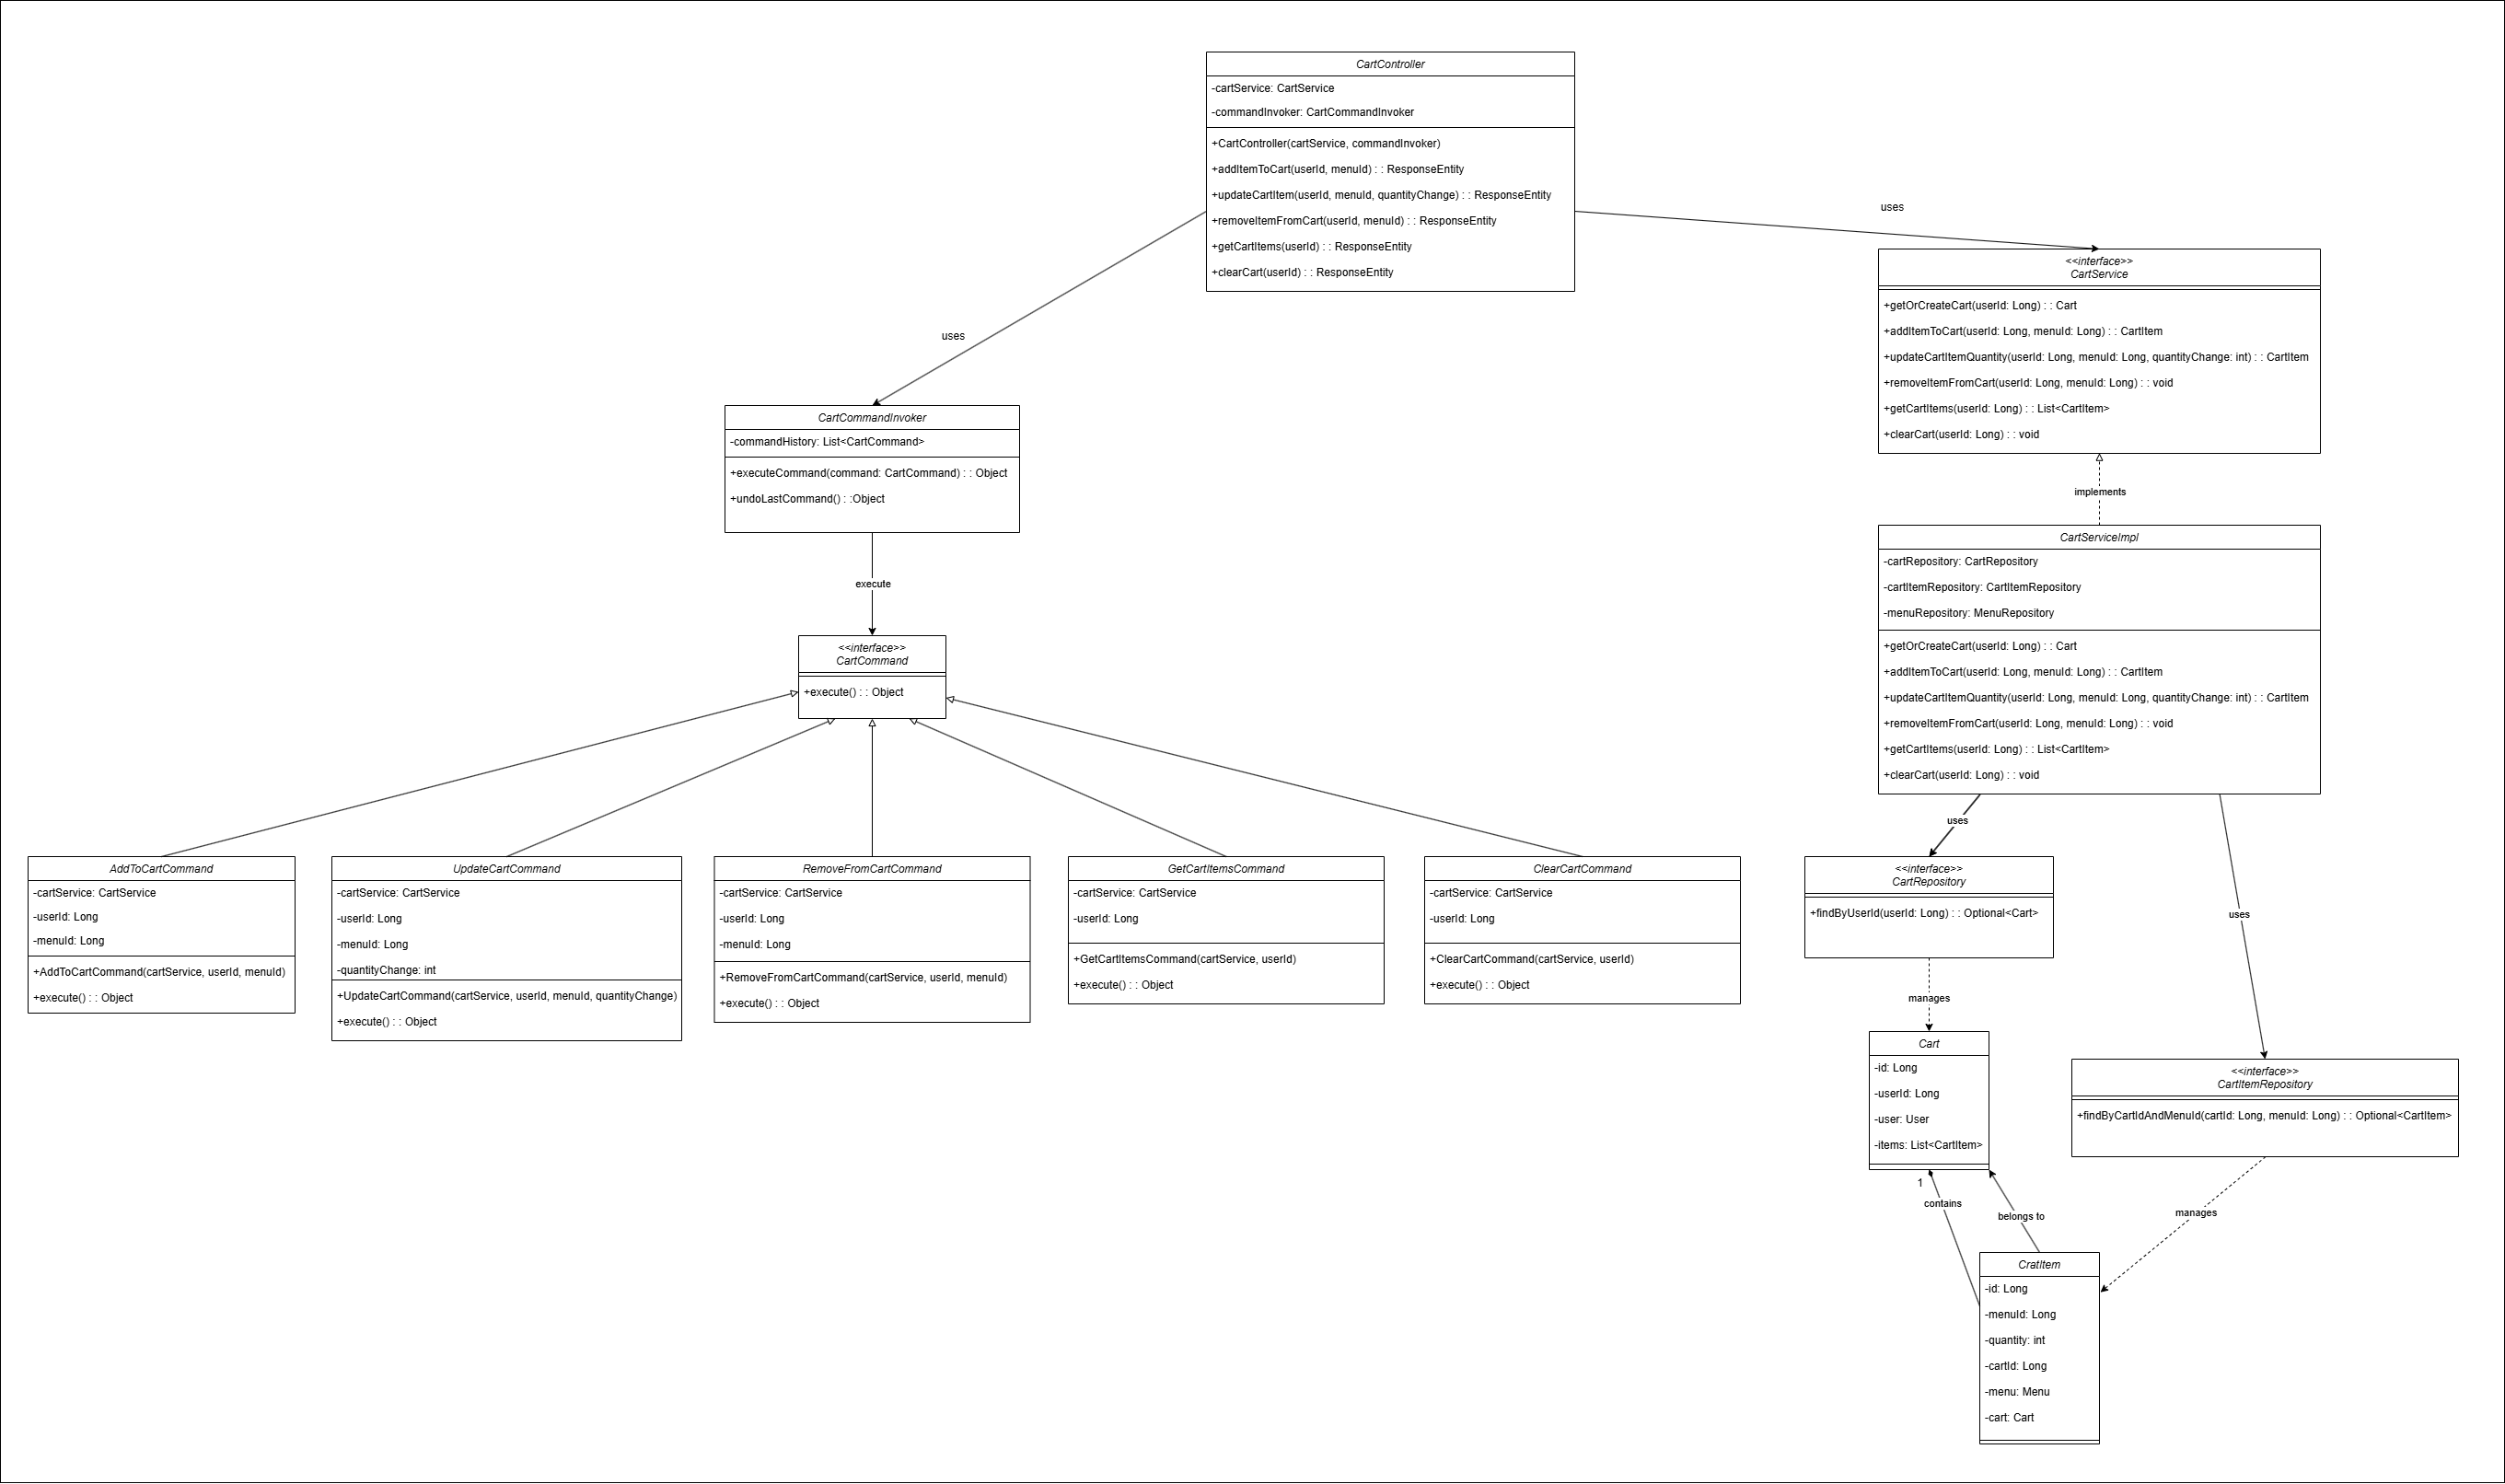 CartController
-cartService: CartService
-commandInvoker: CartCommandInvoker
+CartController(cartService, commandInvoker)
+addItemToCart(userId, menuId) : : ResponseEntity
+updateCartItem(userId, menuId, quantityChange) : : ResponseEntity
+removeItemFromCart(userId, menuId) : : ResponseEntity
+getCartItems(userId) : : ResponseEntity
+clearCart(userId) : : ResponseEntity
uses
uses
<<interface>>
CartService
+getOrCreateCart(userId: Long) : : Cart
+addItemToCart(userId: Long, menuId: Long) : : CartItem
+updateCartItemQuantity(userId: Long, menuId: Long, quantityChange: int) : : CartItem
+removeItemFromCart(userId: Long, menuId: Long) : : void
+getCartItems(userId: Long) : : List<CartItem>
+clearCart(userId: Long) : : void
CartCommandInvoker
-commandHistory: List<CartCommand>
+executeCommand(command: CartCommand) : : Object
+undoLastCommand() : :Object
implements
execute
CartServiceImpl
-cartRepository: CartRepository
-cartItemRepository: CartItemRepository
-menuRepository: MenuRepository
+getOrCreateCart(userId: Long) : : Cart
+addItemToCart(userId: Long, menuId: Long) : : CartItem
+updateCartItemQuantity(userId: Long, menuId: Long, quantityChange: int) : : CartItem
+removeItemFromCart(userId: Long, menuId: Long) : : void
+getCartItems(userId: Long) : : List<CartItem>
+clearCart(userId: Long) : : void
<<interface>>
CartCommand
+execute() : : Object
AddToCartCommand
-cartService: CartService
-userId: Long
-menuId: Long
+AddToCartCommand(cartService, userId, menuId)
+execute() : : Object
UpdateCartCommand
-cartService: CartService
-userId: Long
-menuId: Long
-quantityChange: int
+UpdateCartCommand(cartService, userId, menuId, quantityChange)
+execute() : : Object
RemoveFromCartCommand
-cartService: CartService
-userId: Long
-menuId: Long
+RemoveFromCartCommand(cartService, userId, menuId)
+execute() : : Object
GetCartItemsCommand
-cartService: CartService
-userId: Long
+GetCartItemsCommand(cartService, userId)
+execute() : : Object
ClearCartCommand
-cartService: CartService
-userId: Long
+ClearCartCommand(cartService, userId)
+execute() : : Object
uses
uses
<<interface>>
CartRepository
+findByUserId(userId: Long) : : Optional<Cart>
manages
Cart
-id: Long
-userId: Long
-user: User
-items: List<CartItem>
<<interface>>
CartItemRepository
+findByCartIdAndMenuId(cartId: Long, menuId: Long) : : Optional<CartItem>
1
contains
belongs to
manages
CratItem
-id: Long
-menuId: Long
-quantity: int
-cartId: Long
-menu: Menu
-cart: Cart